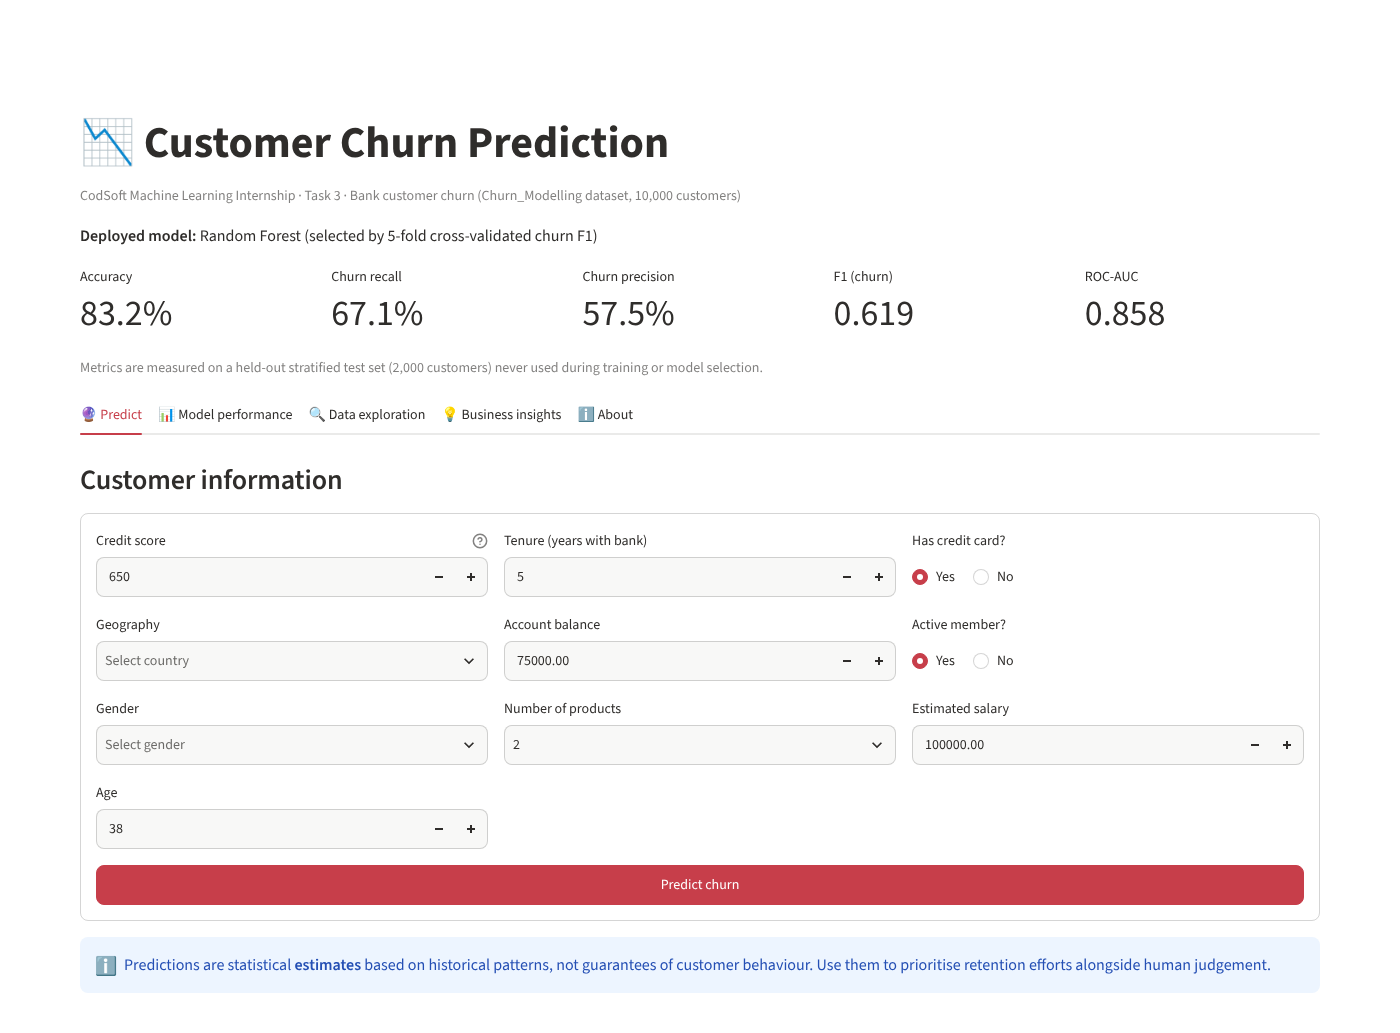 Customer Churn Prediction
CodSoft Machine Learning Internship · Task 3 · Bank customer churn (Churn_Modelling dataset, 10,000 customers)
Deployed model: Random Forest (selected by 5-fold cross-validated churn F1)
Accuracy Churn recall Churn precision F1 (churn) ROC-AUC
83.2% 67.1% 57.5% 0.619 0.858
Metrics are measured on a held-out stratified test set (2,000 customers) never used during training or model selection.
Predict Model performance Data exploration Business insights About
Customer information
Credit score Tenure (years with bank) Has credit card?
650 5 Yes No
Geography Account balance Active member?
Select country 75000.00 Yes No
Gender Number of products Estimated salary
Select gender 2 100000.00
Age
38
Predict churn
Predictions are statistical estimates based on historical patterns, not guarantees of customer behaviour. Use them to prioritise retention efforts alongside human judgement.